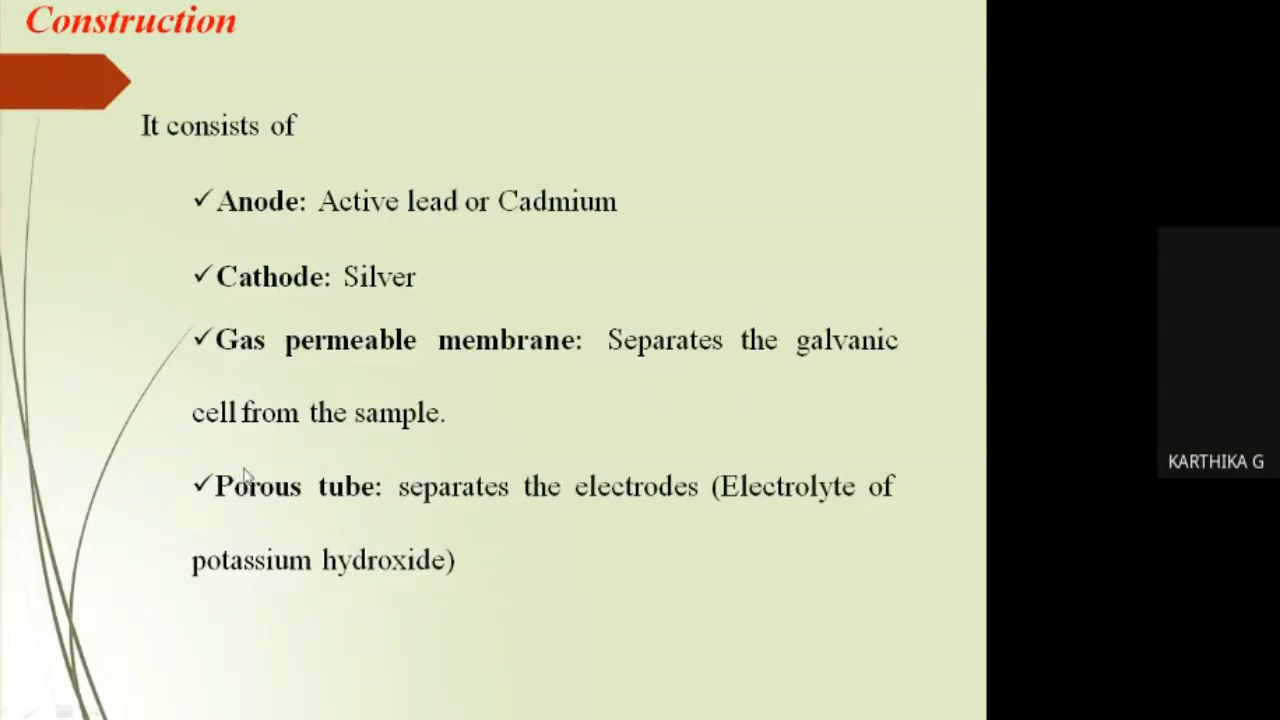 Construction
It consists of
✓Anode: Active lead or Cadmium
✓Cathode: Silver
✓Gas permeable membrane: Separates the galvanic
cell from the sample.
✓Porous tube: separates the electrodes (Electrolyte of
potassium hydroxide)
KARTHIKA G